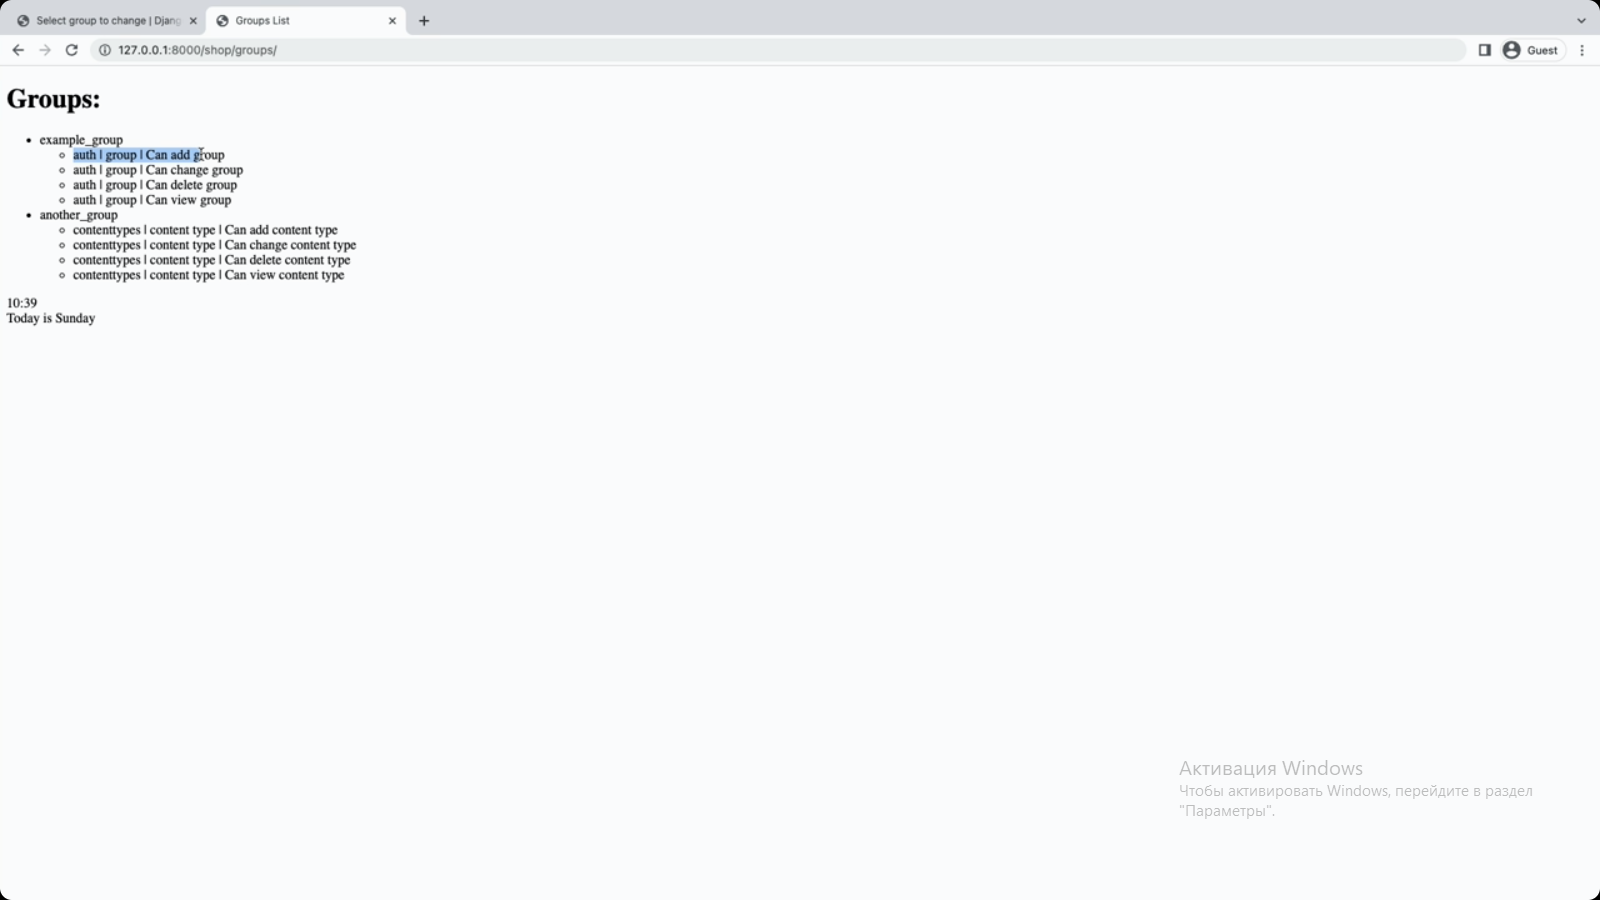 Select group to change | Djang
Groups List
127.0.0.1:8000/shop/groups/
Guest
Groups:
example_group
auth | group | Can add group
auth | group | Can change group
auth | group | Can delete group
auth | group | Can view group
another_group
contenttypes | content type | Can add content type
contenttypes | content type | Can change content type
contenttypes | content type | Can delete content type
contenttypes | content type | Can view content type
10:39
Today is Sunday
Активация Windows
Чтобы активировать Windows, перейдите в раздел
"Параметры".